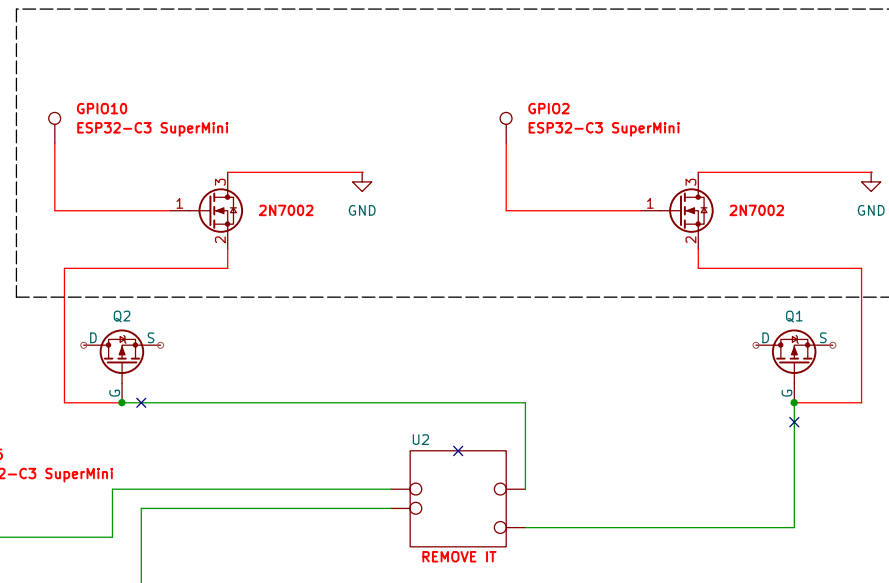 GPIO10
ESP32-C3 SuperMini
GPIO2
ESP32-C3 SuperMini
3
1
2N7002
GND
2
3
1
2N7002
GND
2
Q2
D
S
G
Q1
D
S
G
U2
-C3 SuperMini
REMOVE IT